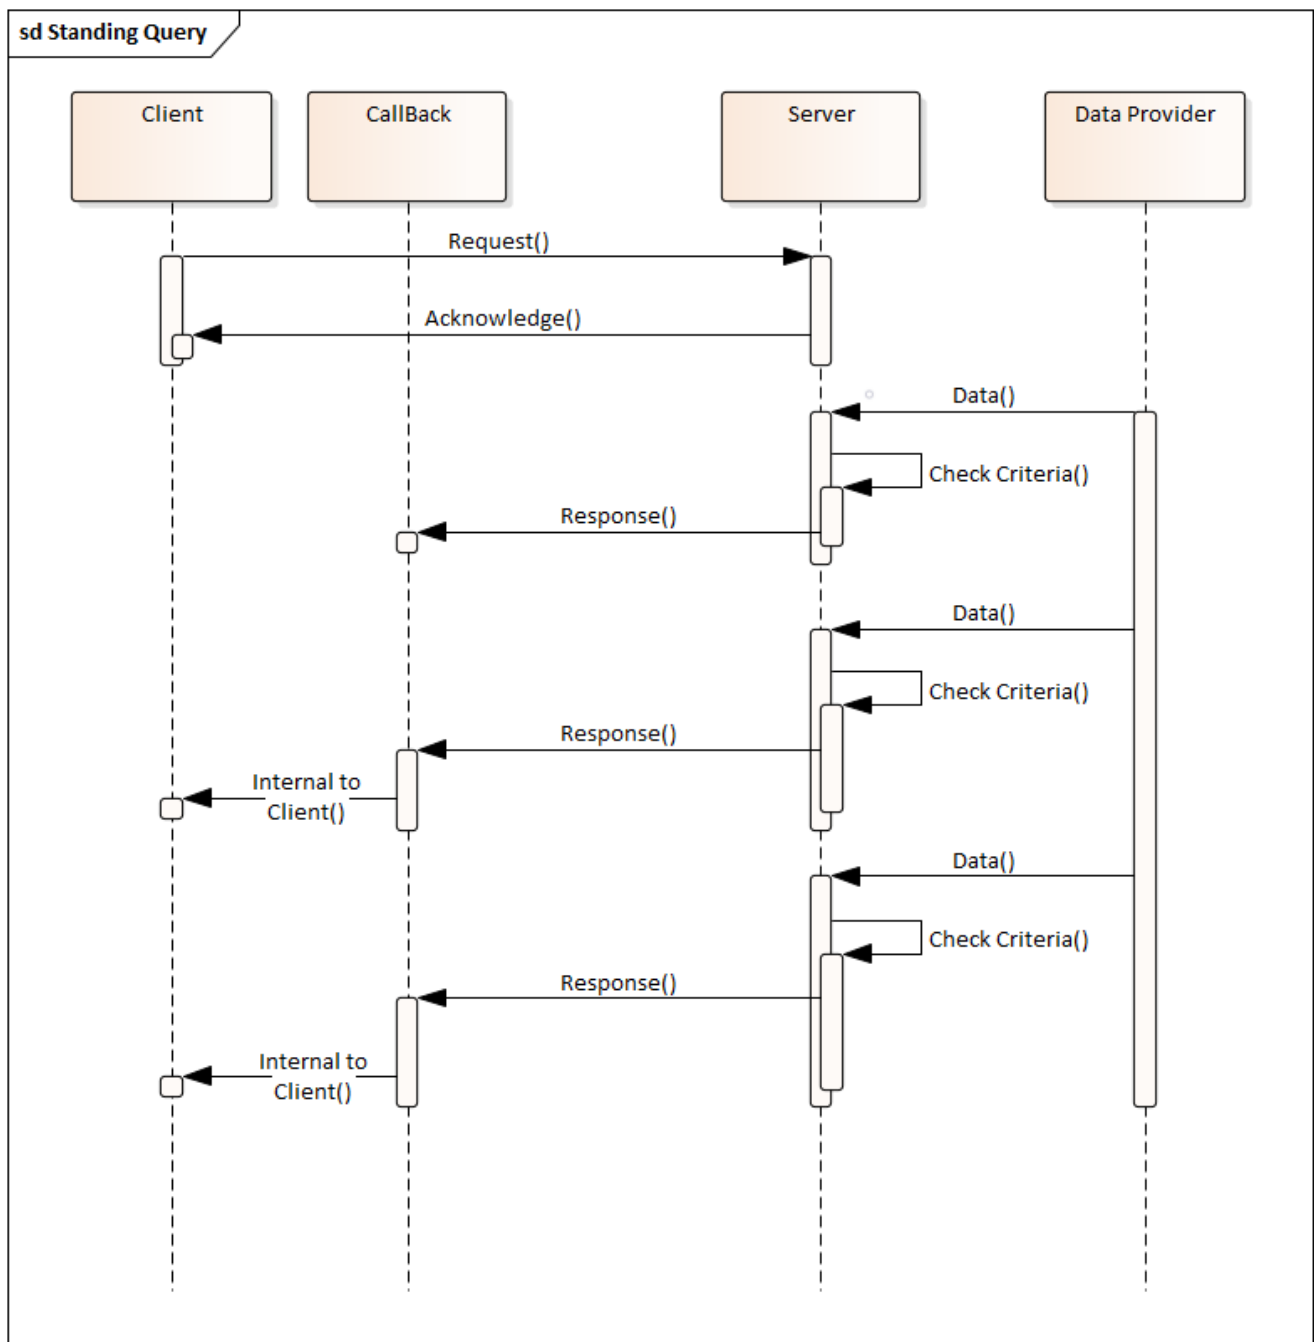 sd Standing Query
Client
CallBack
Server
Data Provider
Request()
Acknowledge()
Data()
Check Criteria()
Response()
Data()
Check Criteria()
Response()
Internal to
Client()
Data()
Check Criteria()
Response()
Internal to
Client()